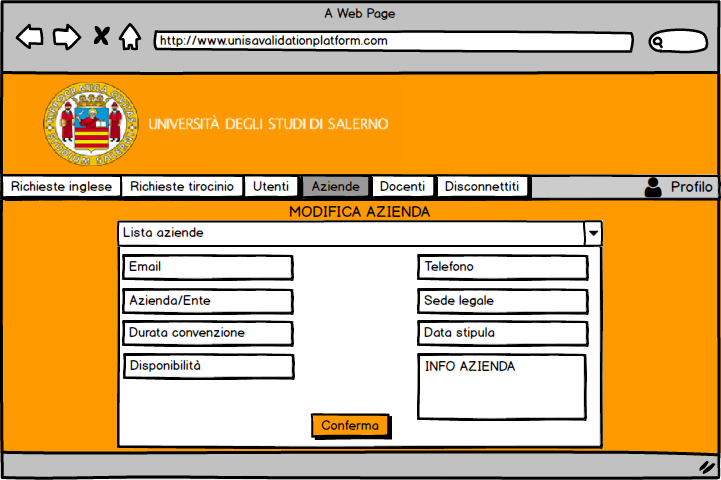 A Web Page
http://www.unisavalidationplatform.com
UNIVERSITÀ DEGLI STUDI DI SALERNO
Richieste inglese
Richieste tirocinio
Utenti
Aziende
Docenti
Disconnettiti
Profilo
MODIFICA AZIENDA
Lista aziende
Email
Telefono
Azienda/Ente
Sede legale
Durata convenzione
Data stipula
Disponibilità
INFO AZIENDA
Conferma